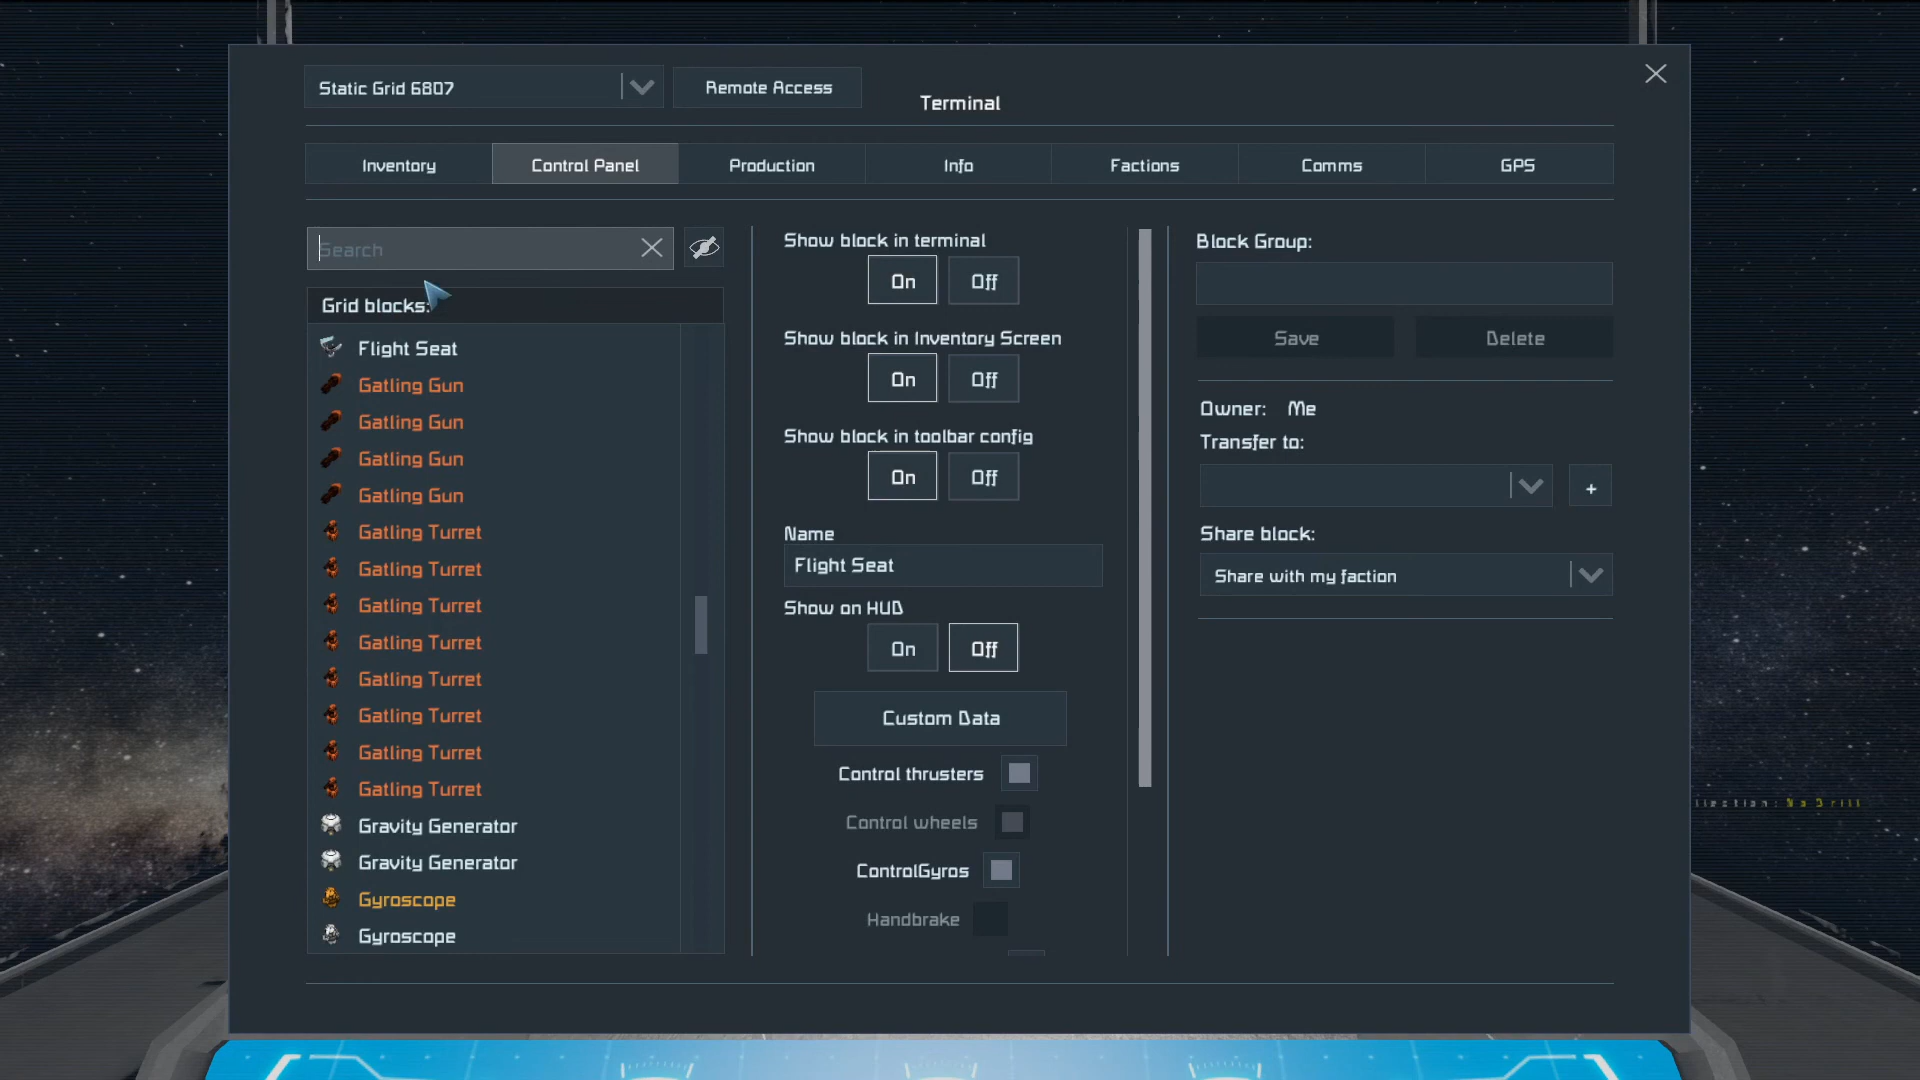 Static Grid 6807
Remote Access
Terminal
Inventory
Control Panel
Production
Info
Factions
Comms
GPS
Search
Grid blocks:
Flight Seat
Gatling Gun
Gatling Gun
Gatling Gun
Gatling Gun
Gatling Turret
Gatling Turret
Gatling Turret
Gatling Turret
Gatling Turret
Gatling Turret
Gatling Turret
Gatling Turret
Gravity Generator
Gravity Generator
Gyroscope
Gyroscope
Show block in terminal
On Off
Show block in Inventory Screen
On Off
Show block in toolbar config
On Off
Name
Flight Seat
Show on HUD
On Off
Custom Data
Control thrusters
Control wheels
ControlGyros
Handbrake
Block Group:
Save Delete
Owner: Me
Transfer to:
+
Share block:
Share with my faction
No Drill